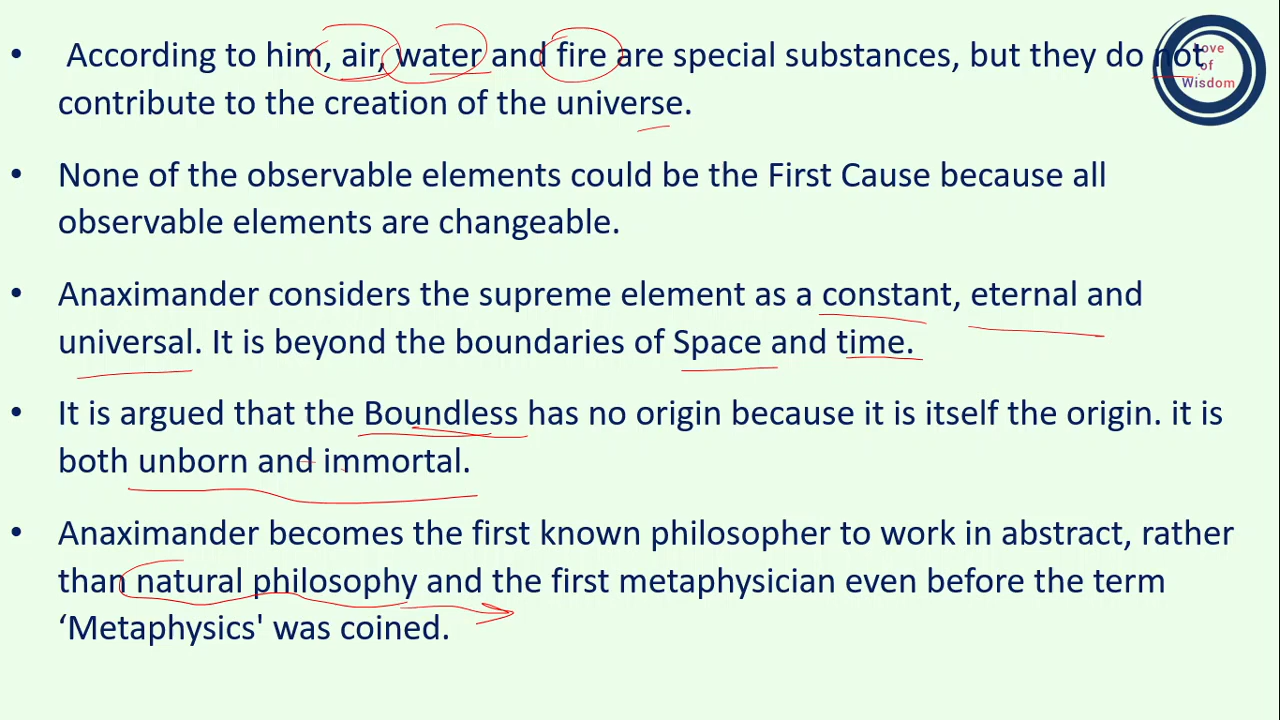 • According to him, air, water and fire are special substances, but they do not
contribute to the creation of the universe.
• None of the observable elements could be the First Cause because all
observable elements are changeable.
• Anaximander considers the supreme element as a constant, eternal and
universal. It is beyond the boundaries of Space and time.
• It is argued that the Boundless has no origin because it is itself the origin. it is
both unborn and immortal.
• Anaximander becomes the first known philosopher to work in abstract, rather
than natural philosophy and the first metaphysician even before the term
‘Metaphysics' was coined.
Love
of
Wisdom